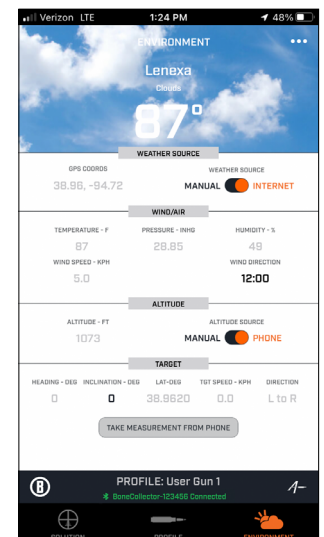 Verizon LTE 1:24 PM 48%
ENVIRONMENT
Lenexa
Clouds
87°
WEATHER SOURCE
GPS COORDS WEATHER SOURCE
38.96, -94.72 MANUAL INTERNET
WIND/AIR
TEMPERATURE - F PRESSURE - INHG HUMIDITY - %
87 28.85 49
WIND SPEED - KPH WIND DIRECTION
5.0 12:00
ALTITUDE
ALTITUDE - FT ALTITUDE SOURCE
1073 MANUAL PHONE
TARGET
HEADING - DEG INCLINATION - DEG LAT-DEG TGT SPEED - KPH DIRECTION
0 0 38.9620 0.0 L to R
TAKE MEASUREMENT FROM PHONE
B PROFILE: User Gun 1
BoneCollector-123456 Connected
SOLUTION PROFILE ENVIRONMENT